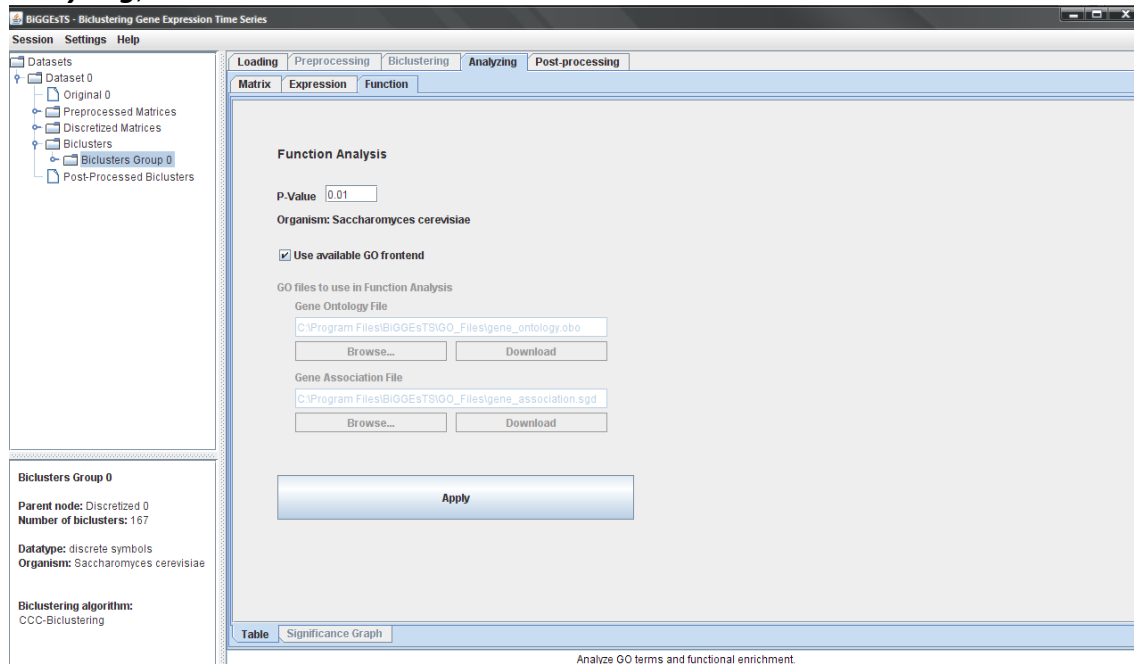 BiGGEsTS - Biclustering Gene Expression Time Series
Session Settings Help
Datasets
Dataset 0
Original 0
Preprocessed Matrices
Discretized Matrices
Biclusters
Biclusters Group 0
Post-Processed Biclusters
Biclusters Group 0
Parent node: Discretized 0
Number of biclusters: 167
Datatype: discrete symbols
Organism: Saccharomyces cerevisiae
Biclustering algorithm:
CCC-Biclustering
Loading Preprocessing Biclustering Analyzing Post-processing
Matrix Expression Function
Function Analysis
P-Value 0.01
Organism: Saccharomyces cerevisiae
Use available GO frontend
GO files to use in Function Analysis
Gene Ontology File
C:\Program Files\BiGGEsTS\GO_Files\gene_ontology.obo
Browse... Download
Gene Association File
C:\Program Files\BiGGEsTS\GO_Files\gene_association.sgd
Browse... Download
Apply
Table Significance Graph
Analyze GO terms and functional enrichment.